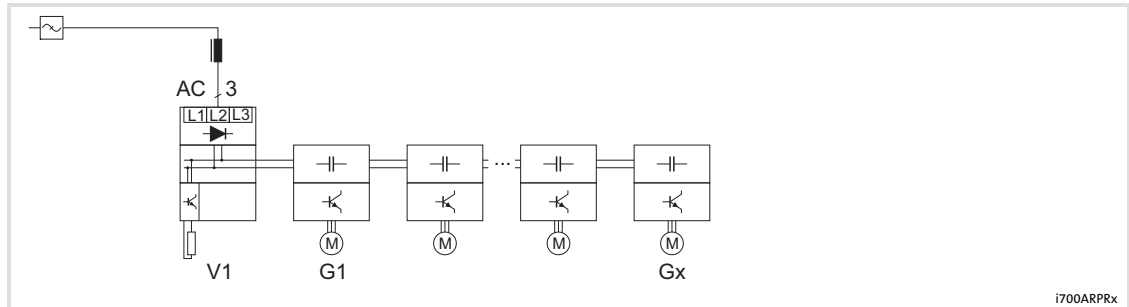 AC 3
L1 L2 L3
...
M M M M
V1 G1 Gx
i700ARPRx